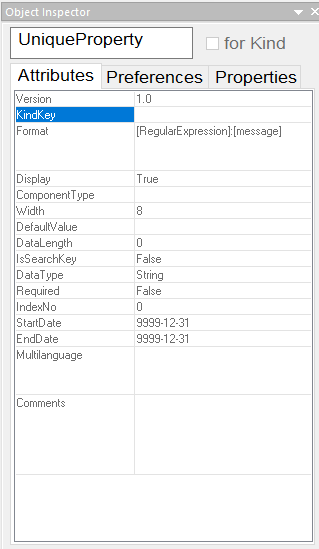 Object Inspector
UniqueProperty
for Kind
Attributes Preferences Properties
Version 1.0
KindKey
Format [RegularExpression]:[message]
Display True
ComponentType
Width 8
DefaultValue
DataLength 0
IsSearchKey False
DataType String
Required False
IndexNo 0
StartDate 9999-12-31
EndDate 9999-12-31
Multilanguage
Comments